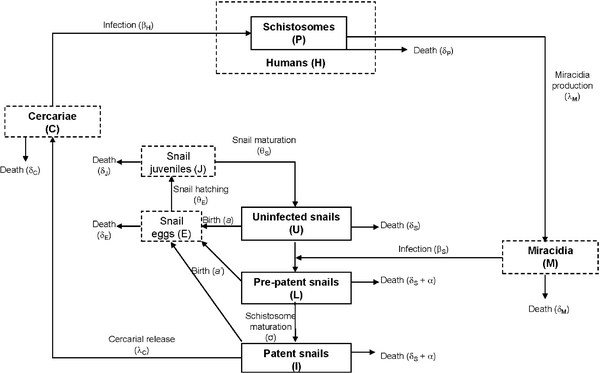 Infection (βH)
Schistosomes
(P)
Humans (H)
Death (δP)
Miracidia
production
(λM)
Cercariae
(C)
Death (δC)
Snail maturation
(θS)
Death
(δJ)
Snail
juveniles (J)
Snail hatching
(θE)
Death
(δE)
Snail
eggs (E)
Birth (a)
Uninfected snails
(U)
Death (δS)
Infection (βS)
Miracidia
(M)
Death (δM)
Birth (a')
Pre-patent snails
(L)
Death (δS + α)
Schistosome
maturation (σ)
Cercarial release
(λC)
Patent snails
(I)
Death (δS + α)